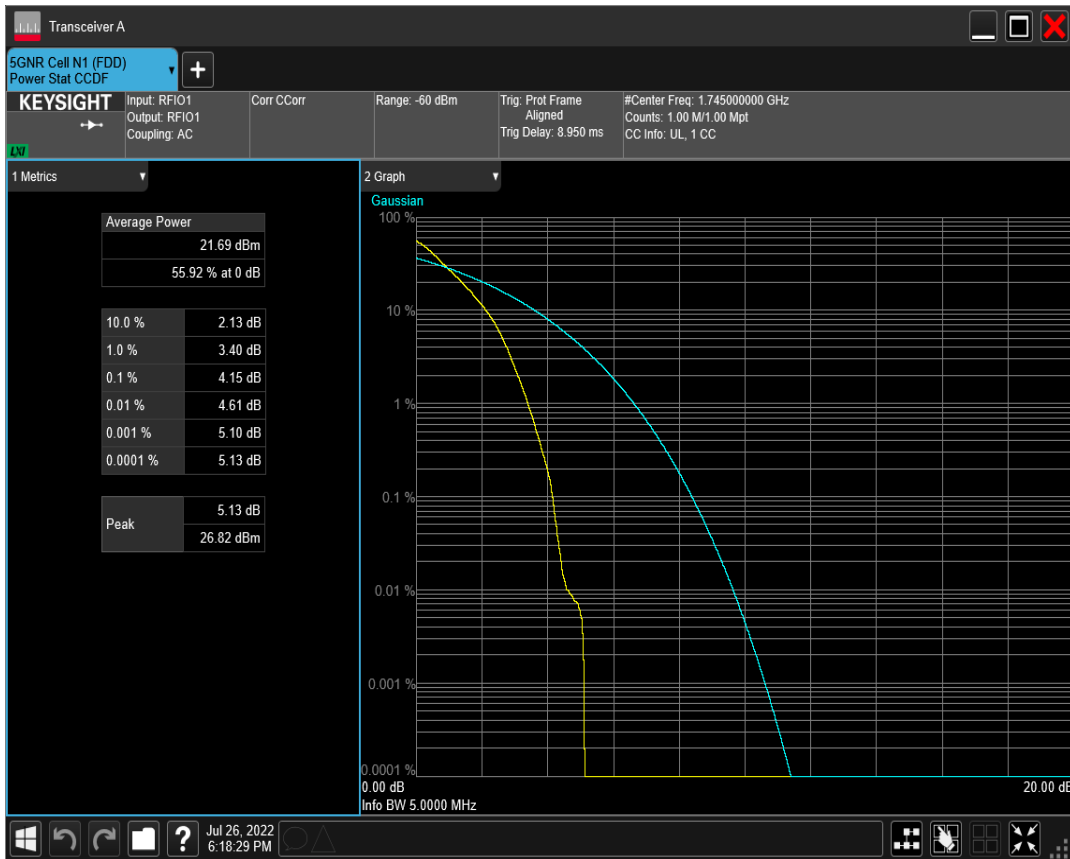 Transceiver A
5GNR Cell N1 (FDD)
Power Stat CCDF
+
KEYSIGHT
LXI
Input: RFIO1
Output: RFIO1
Coupling: AC
Corr CCorr
Range: -60 dBm
Trig: Prot Frame
Aligned
Trig Delay: 8.950 ms
#Center Freq: 1.745000000 GHz
Counts: 1.00 M/1.00 Mpt
CC Info: UL, 1 CC
1 Metrics
Average Power
21.69 dBm
55.92 % at 0 dB
10.0 % 2.13 dB
1.0 % 3.40 dB
0.1 % 4.15 dB
0.01 % 4.61 dB
0.001 % 5.10 dB
0.0001 % 5.13 dB
Peak 5.13 dB
26.82 dBm
2 Graph
Gaussian
100 %
10 %
1 %
0.1 %
0.01 %
0.001 %
0.0001 %
0.00 dB 20.00 dB
Info BW 5.0000 MHz
?
Jul 26, 2022
6:18:29 PM